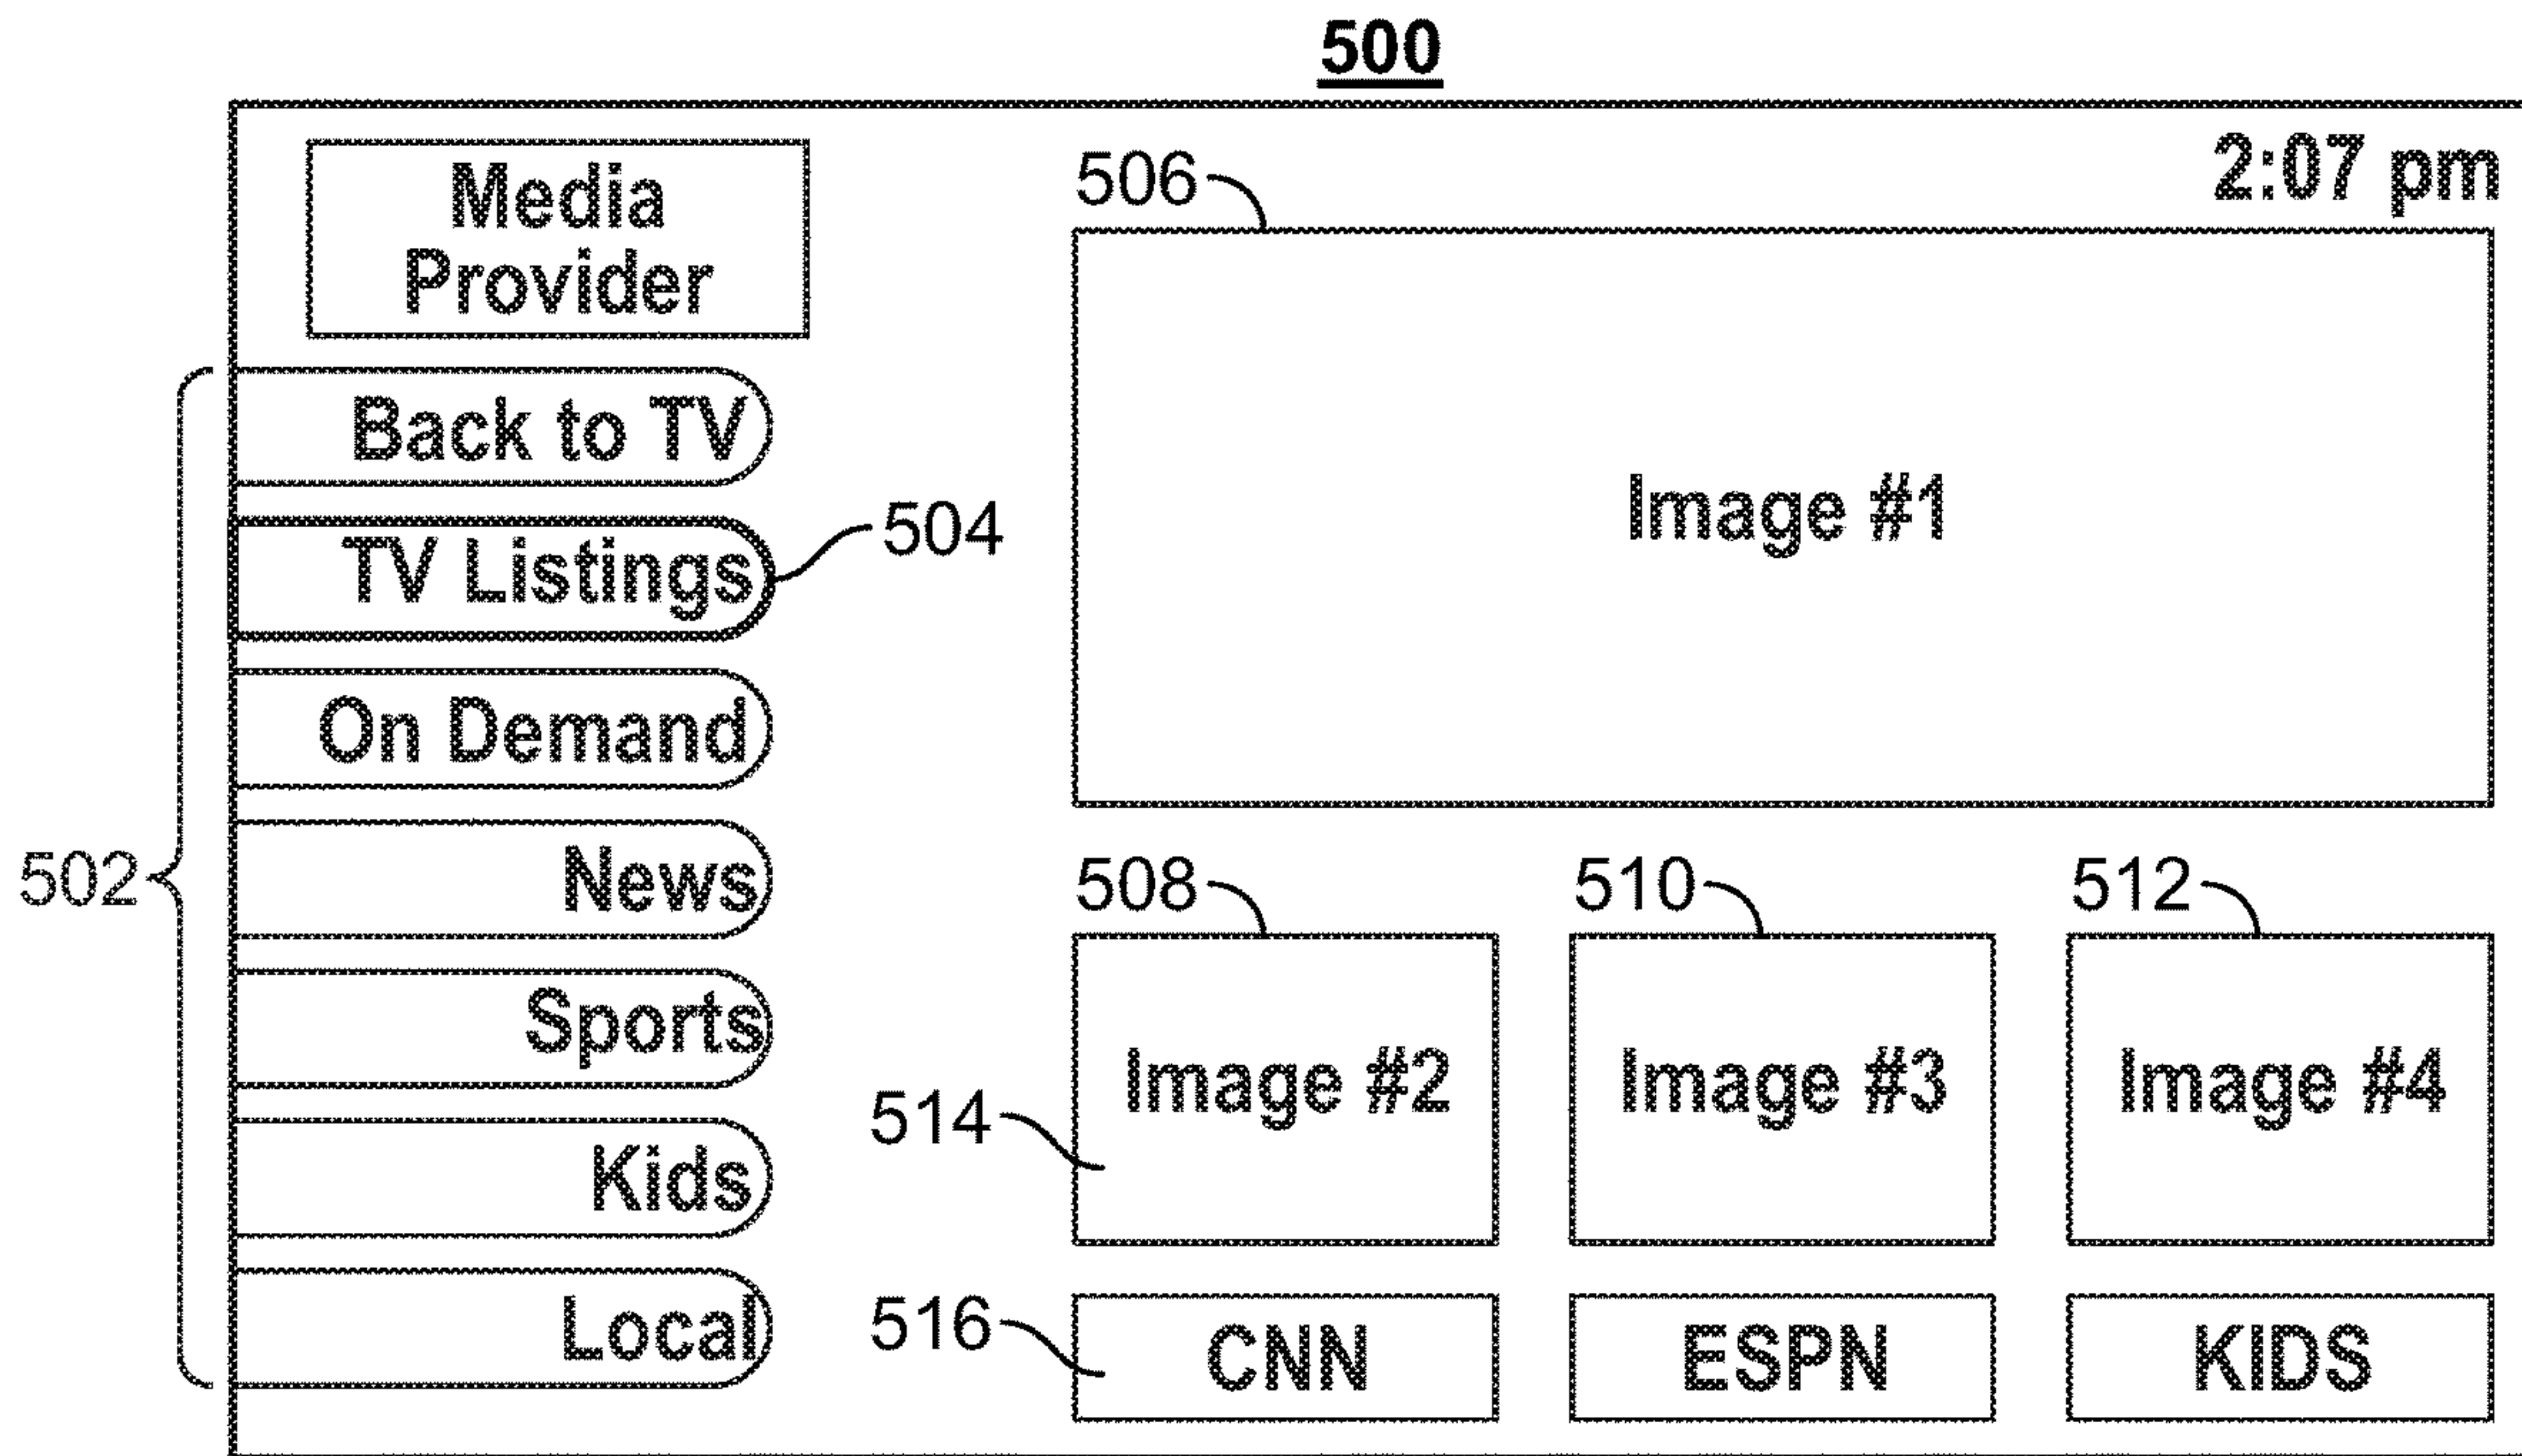 500
2:07 pm
Media
Provider
506
Back to TV
Image #1
TV Listings
504
On Demand
502
News
508
510
512
Sports
Image #2
Image #3
Image #4
514
Kids
516
Local
CNN
ESPN
KIDS